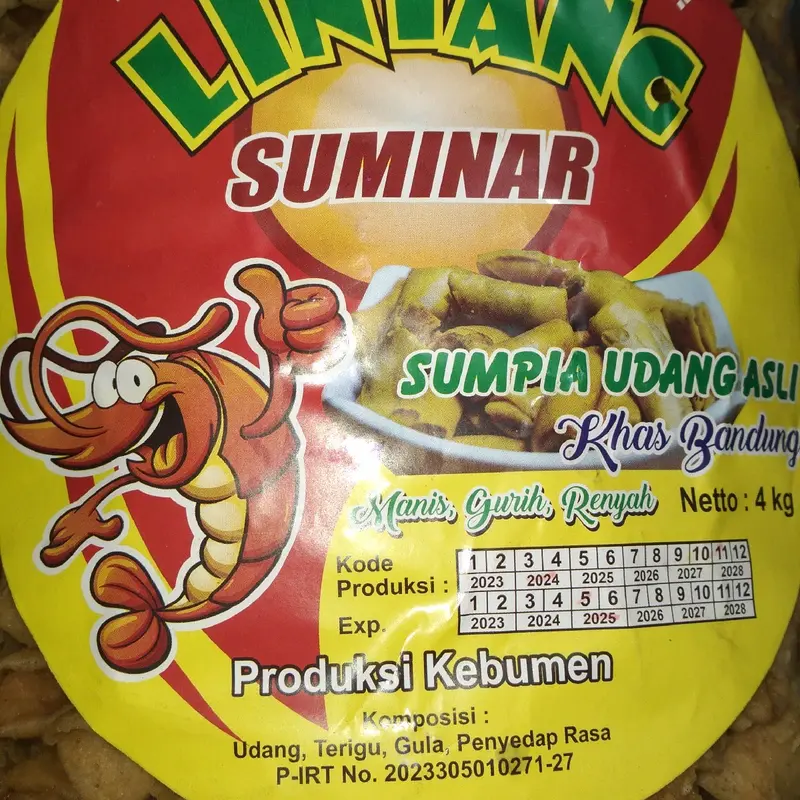 LINTANG
SUMINAR
SUMPIA UDANG ASLI
Khas Bandung
Manis, Gurih, Renyah Netto : 4 kg
Kode Produksi : 1 2 3 4 5 6 7 8 9 10 11 12
2023 2024 2025 2026 2027 2028
1 2 3 4 5 6 7 8 9 10 11 12
Exp. 2023 2024 2025 2026 2027 2028
Produksi Kebumen
Komposisi :
Udang, Terigu, Gula, Penyedap Rasa
P-IRT No. 2023305010271-27